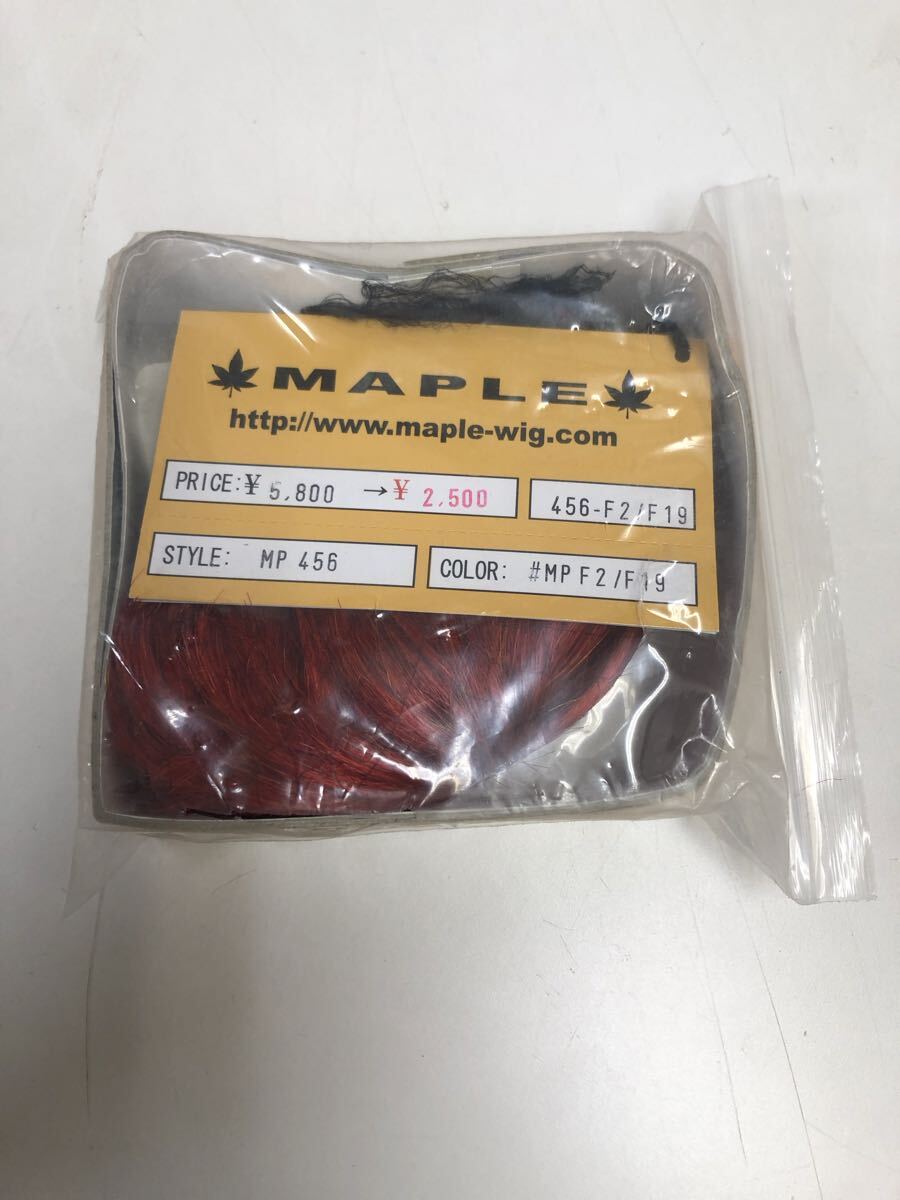 MAPLE
http://www.maple-wig.com
PRICE:¥ 5,800 →¥ 2,500 456-F2/F19
STYLE: MP 456 COLOR: #MP F2/F19